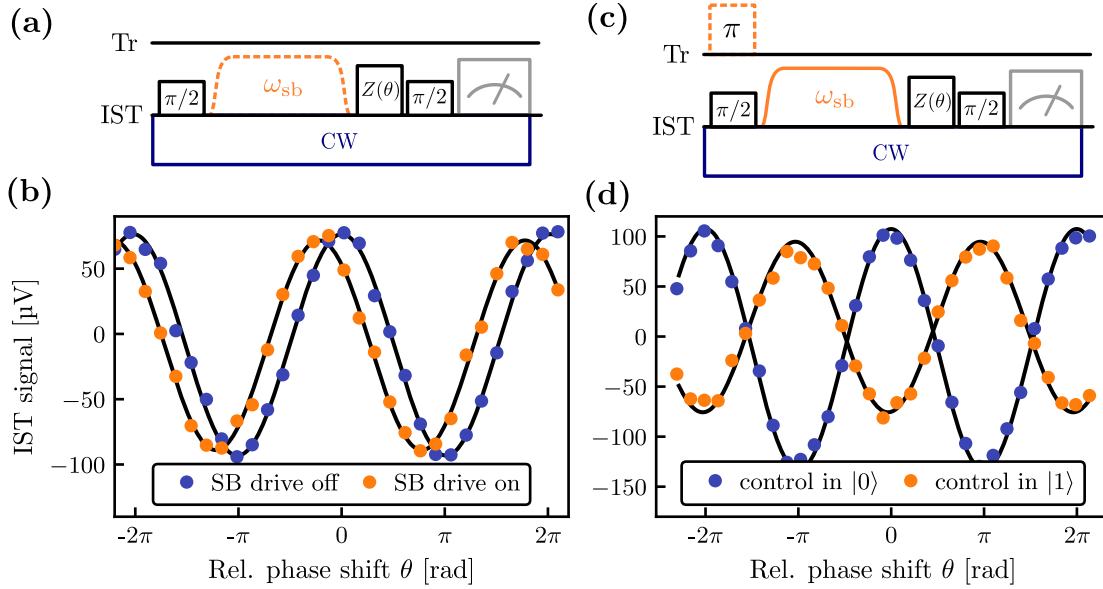 (a)
Tr
π/2
ω_sb
Z(θ)
π/2
IST
CW
(c)
π
Tr
π/2
ω_sb
Z(θ)
π/2
IST
CW
(b)
IST signal [µV]
50
0
−50
−100
SB drive off
SB drive on
-2π
-π
0
π
2π
Rel. phase shift θ [rad]
(d)
100
50
0
−50
−100
−150
control in |0⟩
control in |1⟩
-2π
-π
0
π
2π
Rel. phase shift θ [rad]